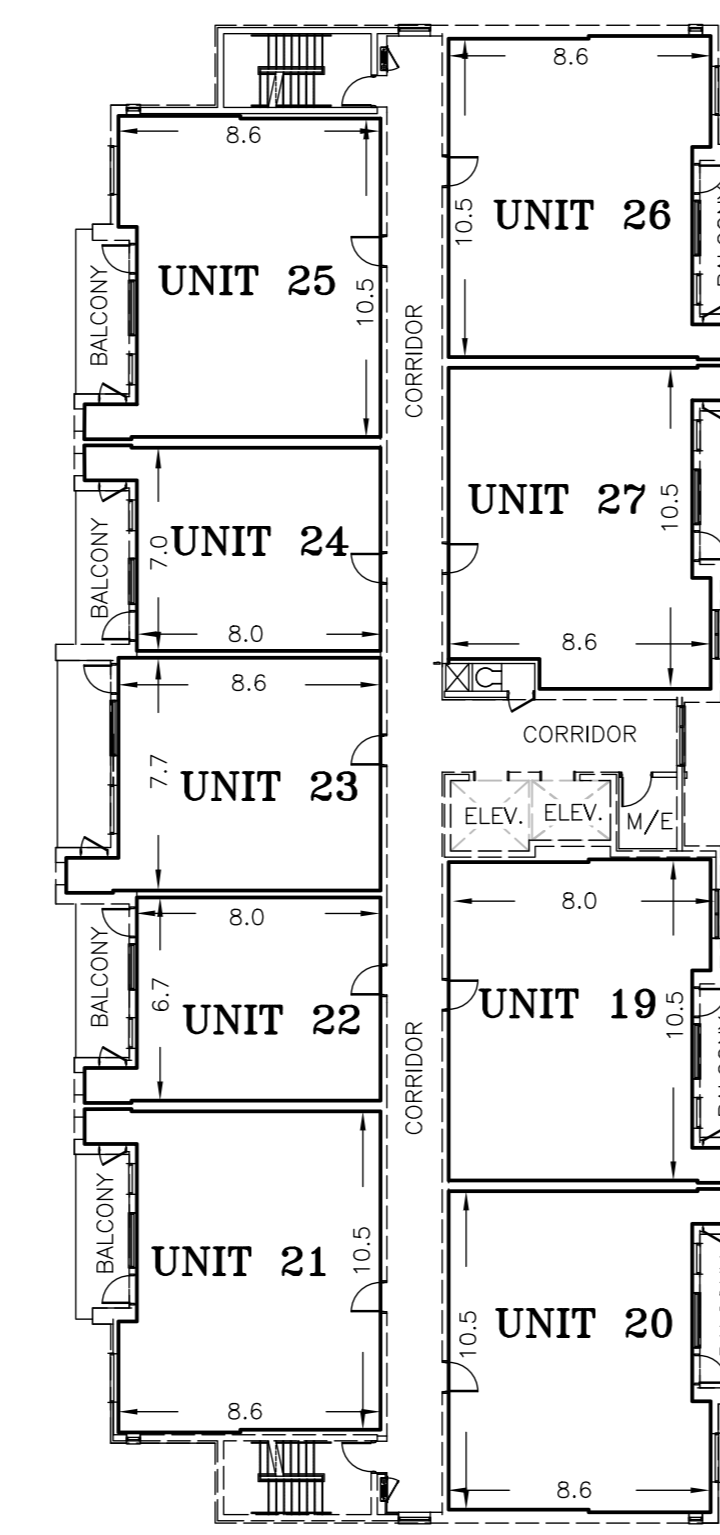 8.6
10.5
UNIT 26
BALCONY
8.6
UNIT 25
10.5
BALCONY
CORRIDOR
UNIT 27
10.5
8.6
UNIT 24
7.0
8.0
BALCONY
8.6
7.7
UNIT 23
CORRIDOR
ELEV.
ELEV.
M/E
8.0
UNIT 19
10.5
BALCONY
8.0
6.7
UNIT 22
BALCONY
CORRIDOR
UNIT 21
10.5
8.6
BALCONY
10.5
UNIT 20
8.6